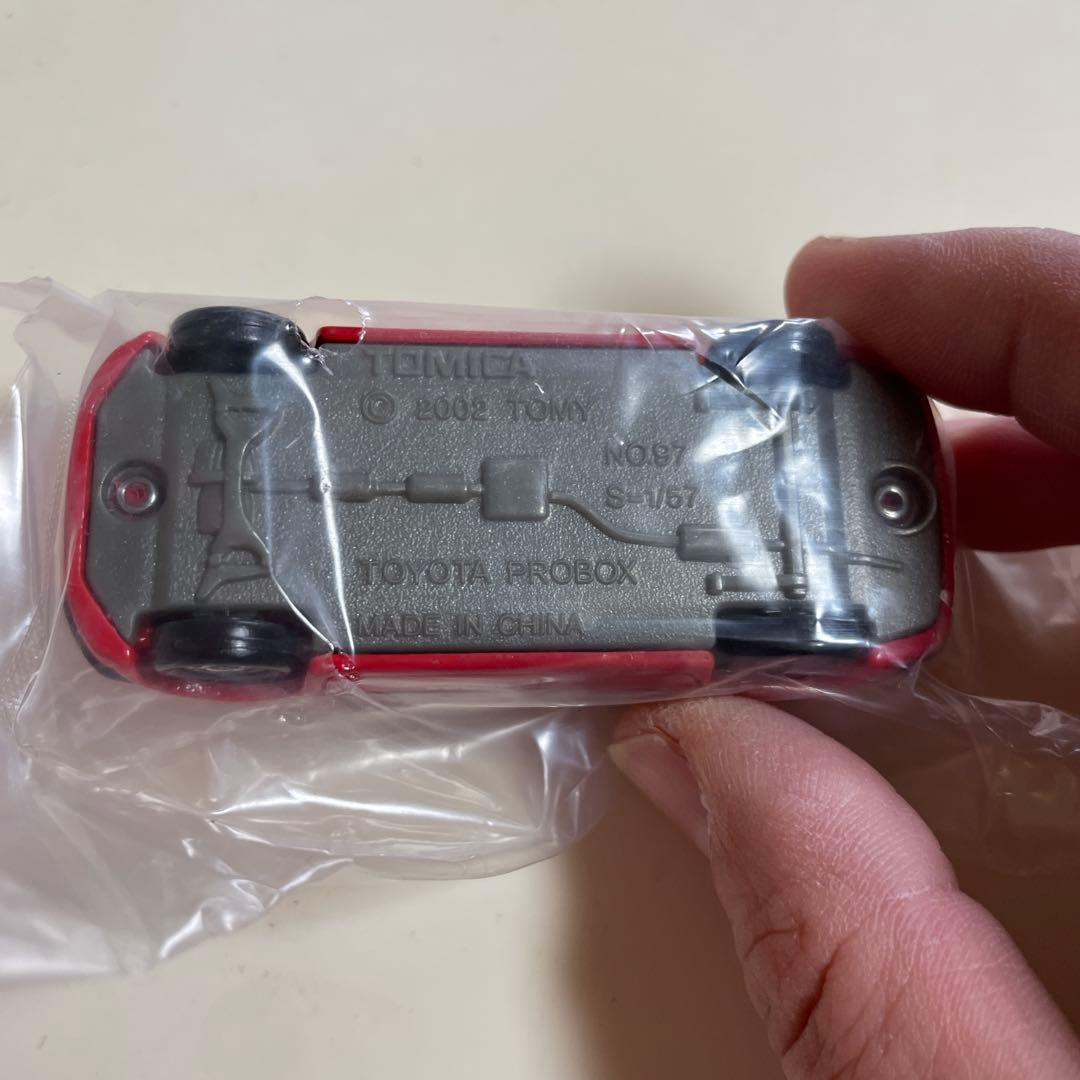 TOMICA
© 2002 TOMY
NO.97
S=1/57
TOYOTA PROBOX
MADE IN CHINA